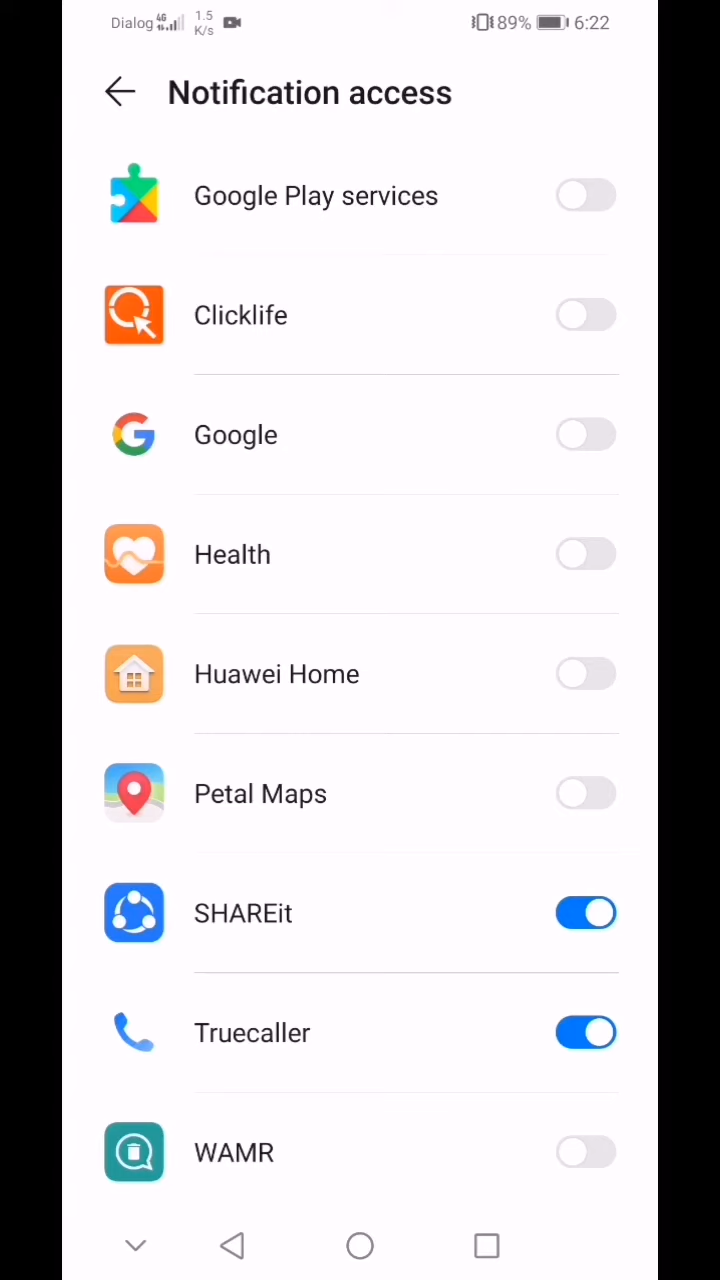 Dialog 4G 1.5 K/s 89% 6:22
Notification access
Google Play services
Clicklife
Google
Health
Huawei Home
Petal Maps
SHAREit
Truecaller
WAMR